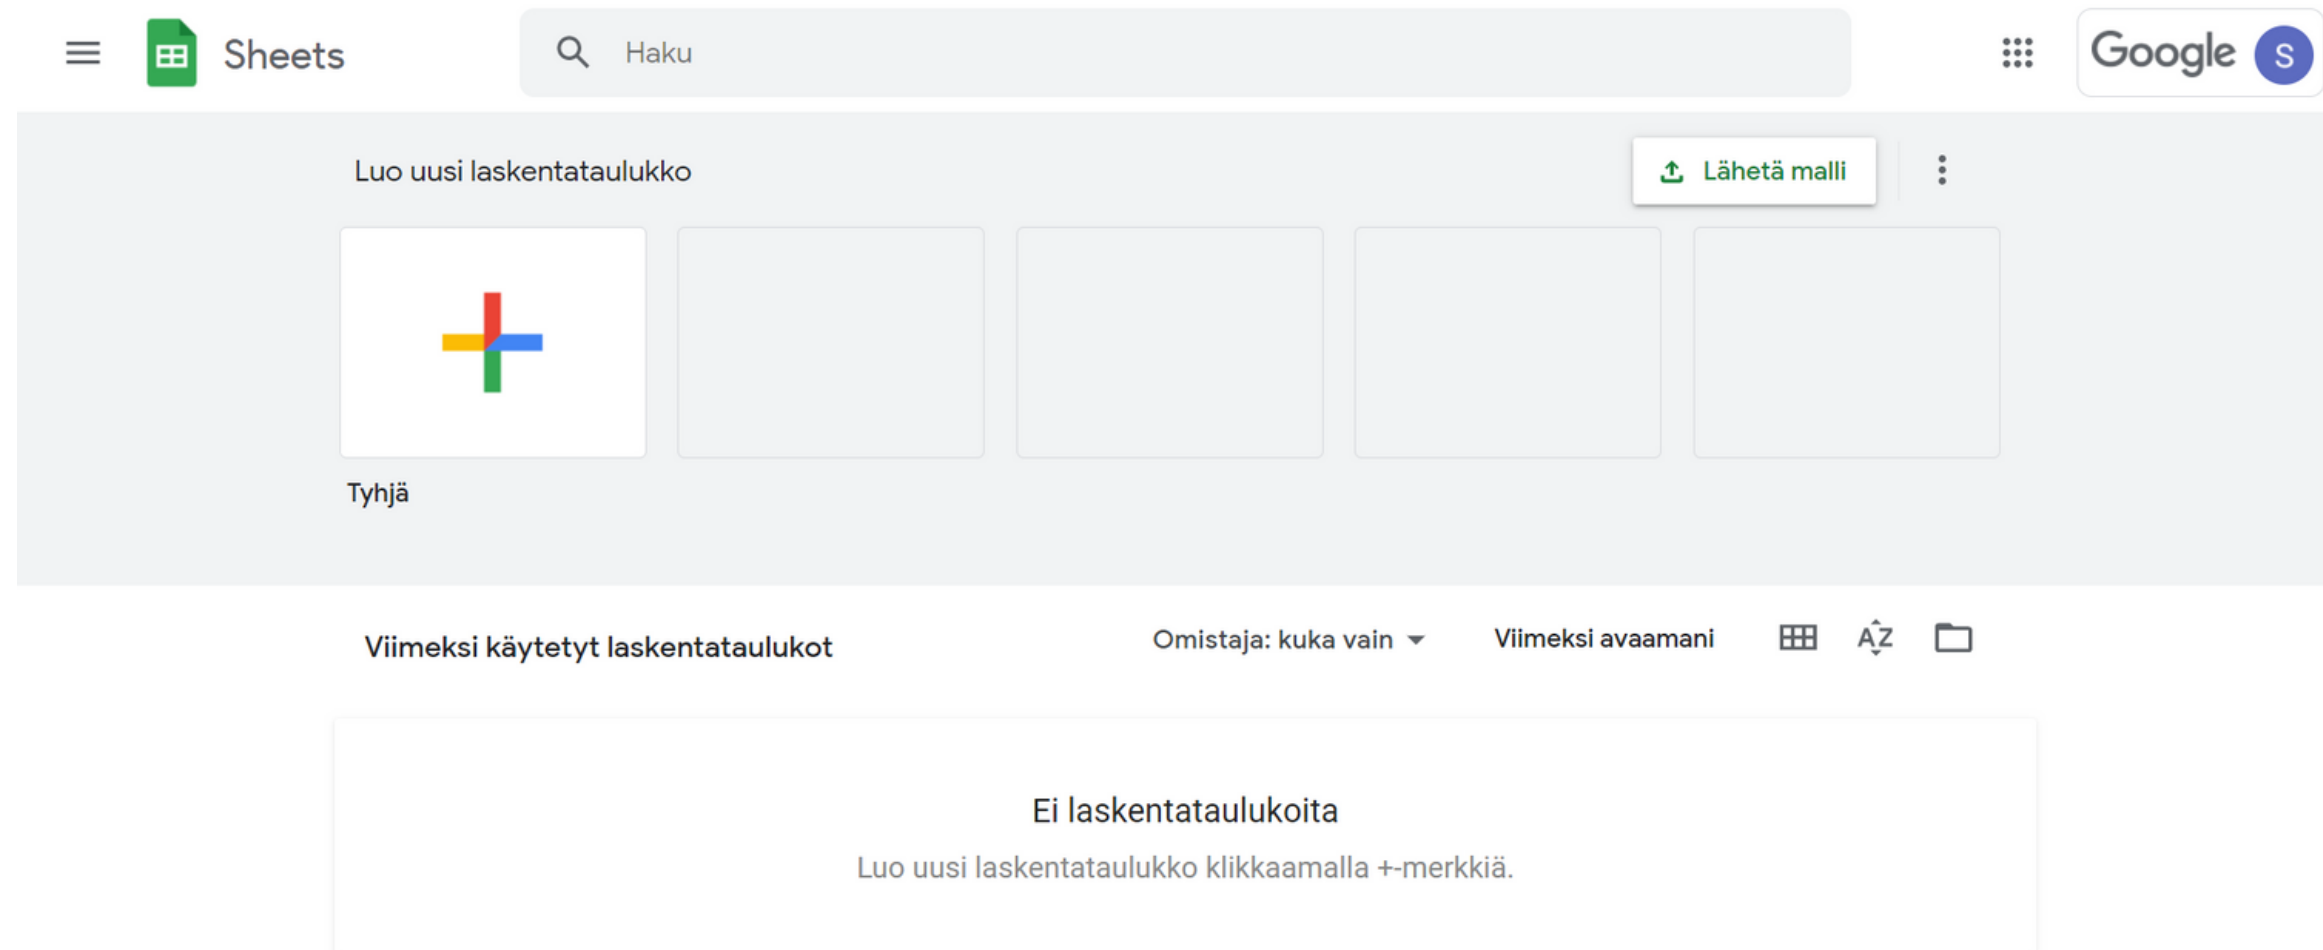 Sheets
Haku
Google
S
Luo uusi laskentataulukko
Lähetä malli
Tyhjä
Viimeksi käytetyt laskentataulukot
Omistaja: kuka vain
Viimeksi avaamani
AZ
Ei laskentataulukoita
Luo uusi laskentataulukko klikkaamalla +-merkkiä.